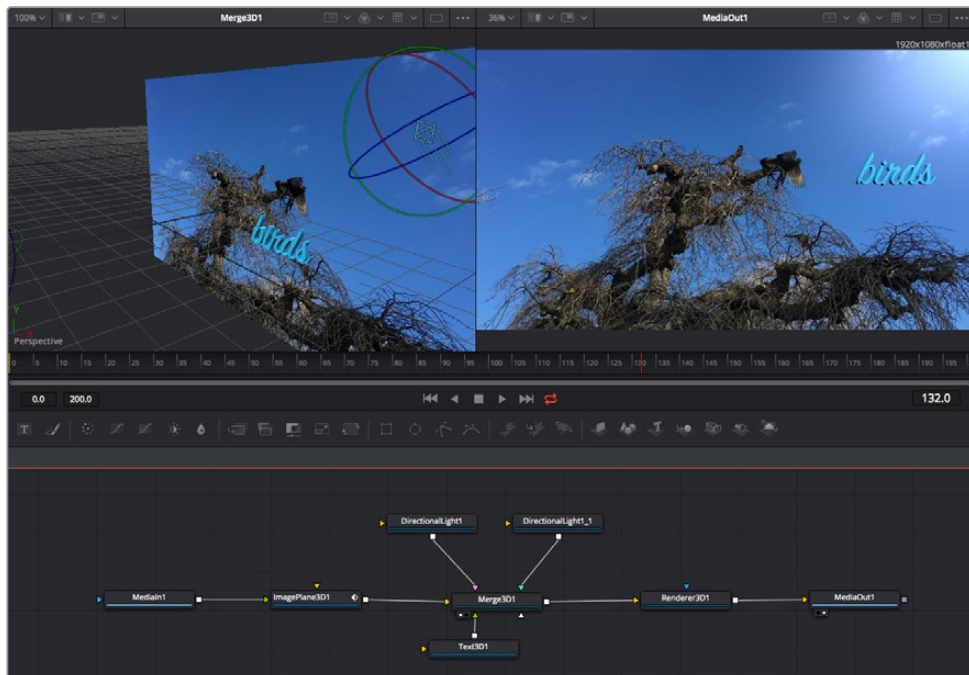 100%
Merge3D1
36%
MediaOut1
1920x1080xfloat1
birds
birds
Y
X
Perspective
0 5 10 15 20 25 30 35 40 45 50 55 60 65 70 75 80 85 90 95 100 105 110 115 120 125 130 135 140 145 150 155 160 165 170 175 180 185 190 195
0.0 200.0 132.0
T
DirectionalLight1 DirectionalLight1_1
MediaIn1 ImagePlane3D1 Merge3D1 Renderer3D1 MediaOut1
Text3D1